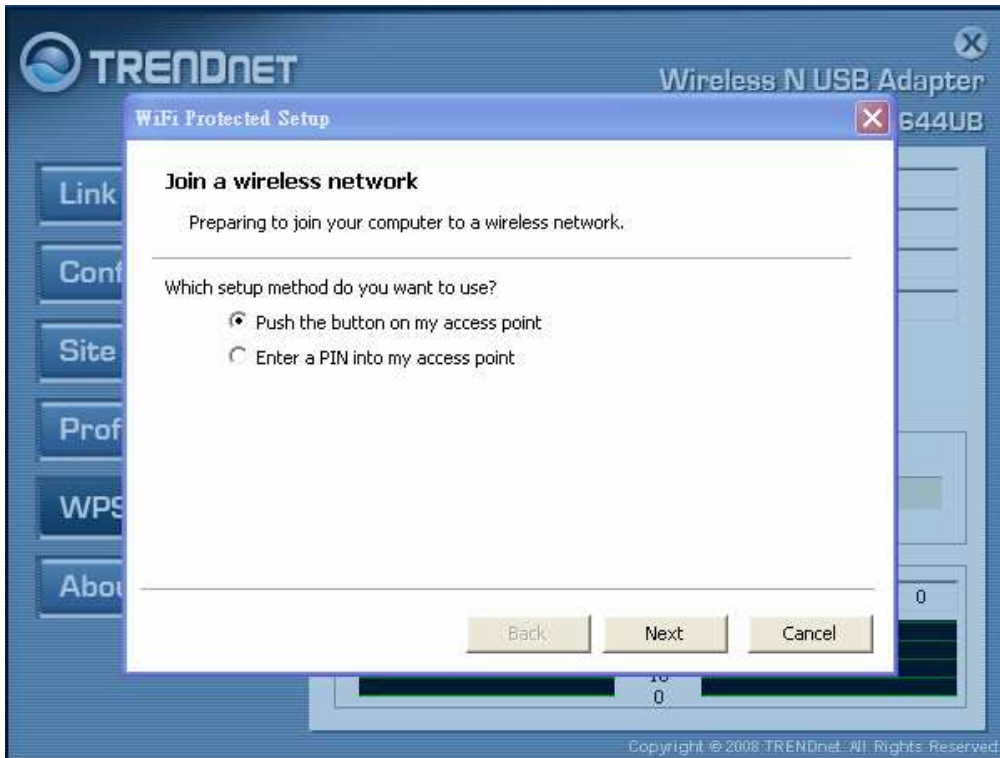 TRENDNET
Wireless N USB Adapter
644UB
WiFi Protected Setup
Join a wireless network
Preparing to join your computer to a wireless network.
Which setup method do you want to use?
Push the button on my access point
Enter a PIN into my access point
Link
Conf
Site
Prof
WPS
Abou
Back
Next
Cancel
0
10
0
Copyright © 2008 TRENDnet. All Rights Reserved